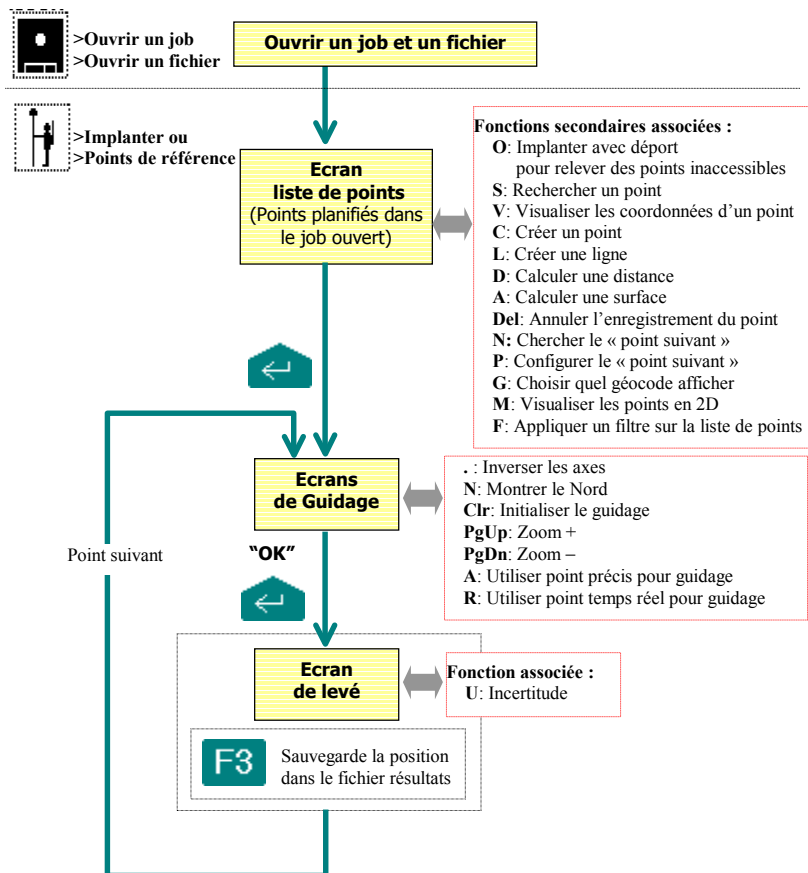 >Ouvrir un job
>Ouvrir un fichier
Ouvrir un job et un fichier
>Implanter ou
>Points de référence
Ecran
liste de points
(Points planifiés dans
le job ouvert)
Fonctions secondaires associées :
O: Implanter avec déport
pour relever des points inaccessibles
S: Rechercher un point
V: Visualiser les coordonnées d’un point
C: Créer un point
L: Créer une ligne
D: Calculer une distance
A: Calculer une surface
Del: Annuler l’enregistrement du point
N: Chercher le « point suivant »
P: Configurer le « point suivant »
G: Choisir quel géocode afficher
M: Visualiser les points en 2D
F: Appliquer un filtre sur la liste de points
Ecrans
de Guidage
. : Inverser les axes
N: Montrer le Nord
Clr: Initialiser le guidage
PgUp: Zoom +
PgDn: Zoom –
A: Utiliser point précis pour guidage
R: Utiliser point temps réel pour guidage
Point suivant
“OK”
Ecran
de levé
Fonction associée :
U: Incertitude
F3
Sauvegarde la position
dans le fichier résultats